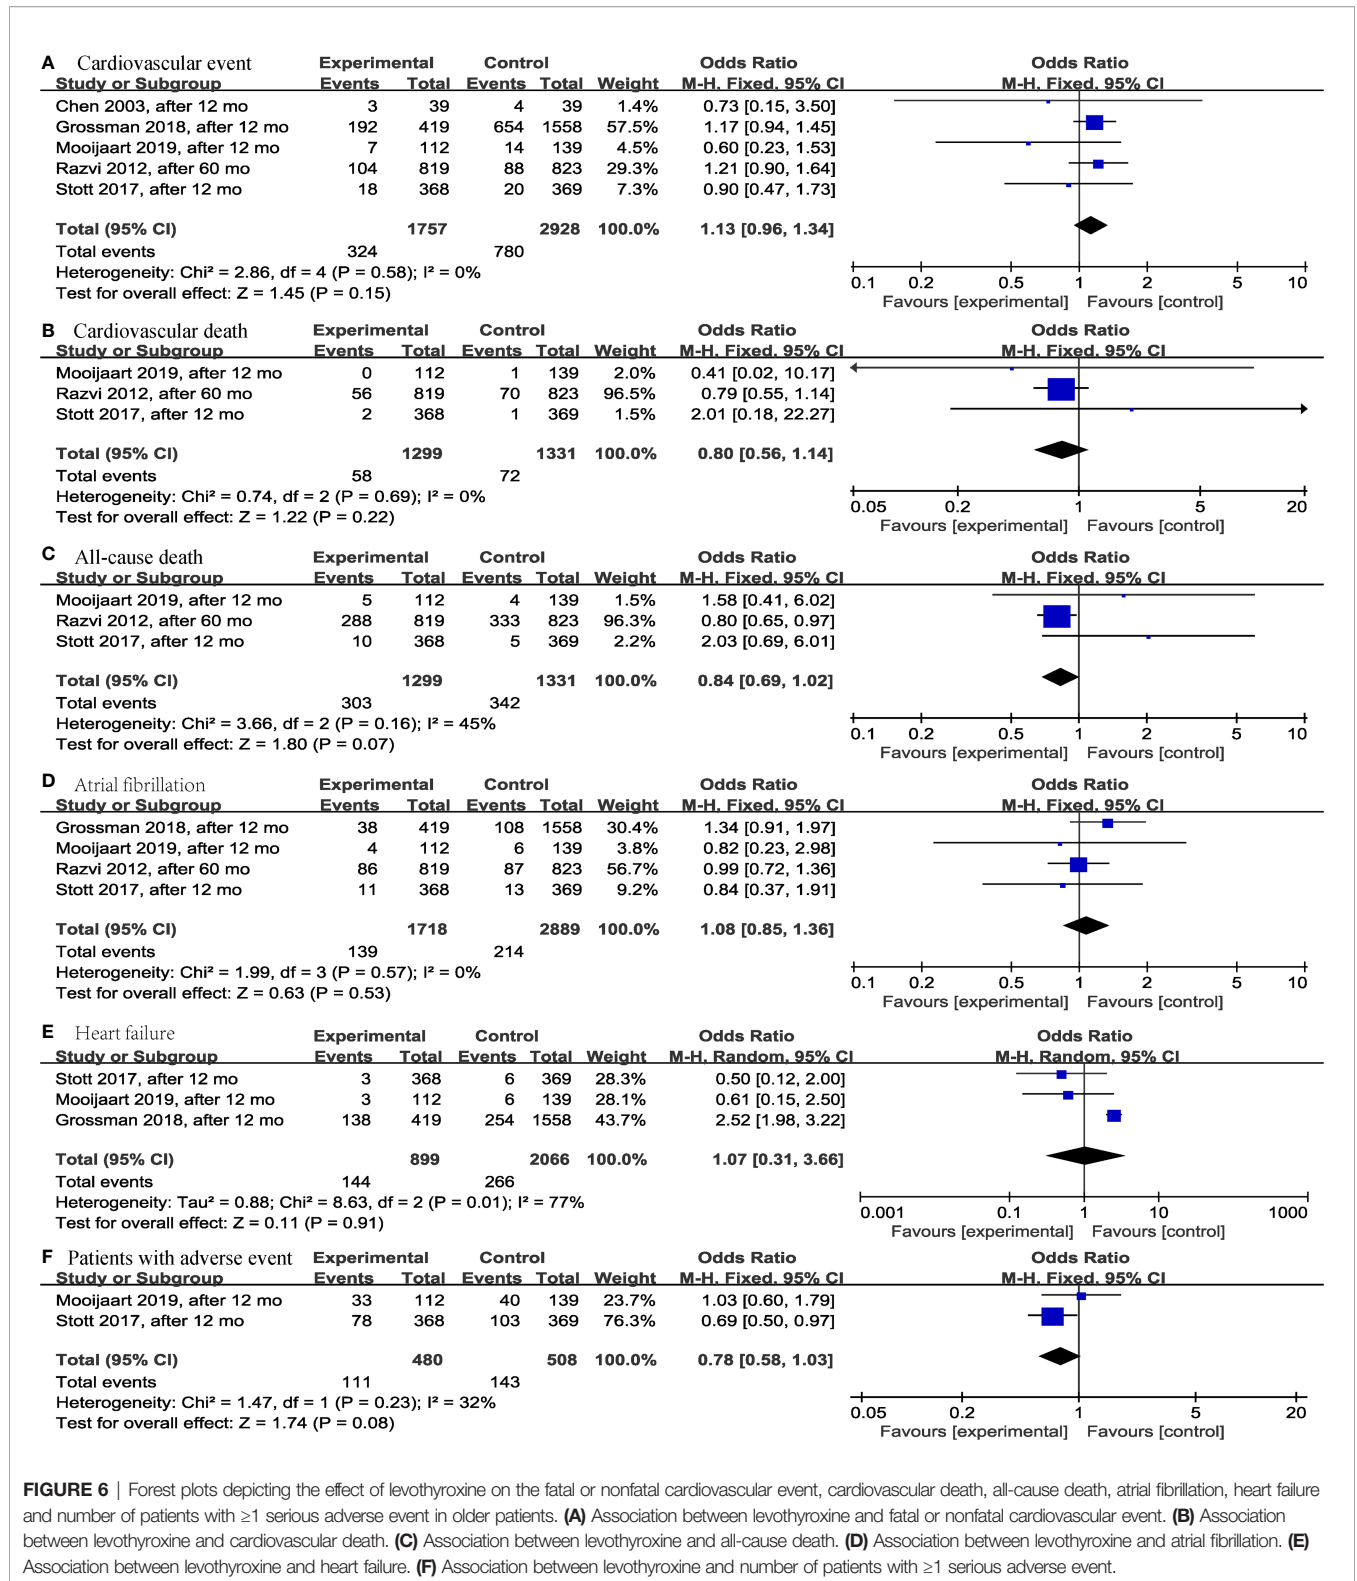 A Cardiovascular event Experimental Control Odds Ratio Odds Ratio
Study or Subgroup Events Total Events Total Weight M-H, Fixed, 95% CI M-H, Fixed, 95% CI
Chen 2003, after 12 mo 3 39 4 39 1.4% 0.73 [0.15, 3.50]
Grossman 2018, after 12 mo 192 419 654 1558 57.5% 1.17 [0.94, 1.45]
Mooijaart 2019, after 12 mo 7 112 14 139 4.5% 0.60 [0.23, 1.53]
Razvi 2012, after 60 mo 104 819 88 823 29.3% 1.21 [0.90, 1.64]
Stott 2017, after 12 mo 18 368 20 369 7.3% 0.90 [0.47, 1.73]
Total (95% CI) 1757 2928 100.0% 1.13 [0.96, 1.34]
Total events 324 780
Heterogeneity: Chi² = 2.86, df = 4 (P = 0.58); I² = 0%
Test for overall effect: Z = 1.45 (P = 0.15)
0.1 0.2 0.5 1 2 5 10
Favours [experimental] Favours [control]
B Cardiovascular death Experimental Control Odds Ratio Odds Ratio
Study or Subgroup Events Total Events Total Weight M-H, Fixed, 95% CI M-H, Fixed, 95% CI
Mooijaart 2019, after 12 mo 0 112 1 139 2.0% 0.41 [0.02, 10.17]
Razvi 2012, after 60 mo 56 819 70 823 96.5% 0.79 [0.55, 1.14]
Stott 2017, after 12 mo 2 368 1 369 1.5% 2.01 [0.18, 22.27]
Total (95% CI) 1299 1331 100.0% 0.80 [0.56, 1.14]
Total events 58 72
Heterogeneity: Chi² = 0.74, df = 2 (P = 0.69); I² = 0%
Test for overall effect: Z = 1.22 (P = 0.22)
0.05 0.2 1 5 20
Favours [experimental] Favours [control]
C All-cause death Experimental Control Odds Ratio Odds Ratio
Study or Subgroup Events Total Events Total Weight M-H, Fixed, 95% CI M-H, Fixed, 95% CI
Mooijaart 2019, after 12 mo 5 112 4 139 1.5% 1.58 [0.41, 6.02]
Razvi 2012, after 60 mo 288 819 333 823 96.3% 0.80 [0.65, 0.97]
Stott 2017, after 12 mo 10 368 5 369 2.2% 2.03 [0.69, 6.01]
Total (95% CI) 1299 1331 100.0% 0.84 [0.69, 1.02]
Total events 303 342
Heterogeneity: Chi² = 3.66, df = 2 (P = 0.16); I² = 45%
Test for overall effect: Z = 1.80 (P = 0.07)
0.1 0.2 0.5 1 2 5 10
Favours [experimental] Favours [control]
D Atrial fibrillation Experimental Control Odds Ratio Odds Ratio
Study or Subgroup Events Total Events Total Weight M-H, Fixed, 95% CI M-H, Fixed, 95% CI
Grossman 2018, after 12 mo 38 419 108 1558 30.4% 1.34 [0.91, 1.97]
Mooijaart 2019, after 12 mo 4 112 6 139 3.8% 0.82 [0.23, 2.98]
Razvi 2012, after 60 mo 86 819 87 823 56.7% 0.99 [0.72, 1.36]
Stott 2017, after 12 mo 11 368 13 369 9.2% 0.84 [0.37, 1.91]
Total (95% CI) 1718 2889 100.0% 1.08 [0.85, 1.36]
Total events 139 214
Heterogeneity: Chi² = 1.99, df = 3 (P = 0.57); I² = 0%
Test for overall effect: Z = 0.63 (P = 0.53)
0.1 0.2 0.5 1 2 5 10
Favours [experimental] Favours [control]
E Heart failure Experimental Control Odds Ratio Odds Ratio
Study or Subgroup Events Total Events Total Weight M-H, Random, 95% CI M-H, Random, 95% CI
Stott 2017, after 12 mo 3 368 6 369 28.3% 0.50 [0.12, 2.00]
Mooijaart 2019, after 12 mo 3 112 6 139 28.1% 0.61 [0.15, 2.50]
Grossman 2018, after 12 mo 138 419 254 1558 43.7% 2.52 [1.98, 3.22]
Total (95% CI) 899 2066 100.0% 1.07 [0.31, 3.66]
Total events 144 266
Heterogeneity: Tau² = 0.88; Chi² = 8.63, df = 2 (P = 0.01); I² = 77%
Test for overall effect: Z = 0.11 (P = 0.91)
0.001 0.1 1 10 1000
Favours [experimental] Favours [control]
F Patients with adverse event Experimental Control Odds Ratio Odds Ratio
Study or Subgroup Events Total Events Total Weight M-H, Fixed, 95% CI M-H, Fixed, 95% CI
Mooijaart 2019, after 12 mo 33 112 40 139 23.7% 1.03 [0.60, 1.79]
Stott 2017, after 12 mo 78 368 103 369 76.3% 0.69 [0.50, 0.97]
Total (95% CI) 480 508 100.0% 0.78 [0.58, 1.03]
Total events 111 143
Heterogeneity: Chi² = 1.47, df = 1 (P = 0.23); I² = 32%
Test for overall effect: Z = 1.74 (P = 0.08)
0.05 0.2 1 5 20
Favours [experimental] Favours [control]
FIGURE 6 | Forest plots depicting the effect of levothyroxine on the fatal or nonfatal cardiovascular event, cardiovascular death, all-cause death, atrial fibrillation, heart failure
and number of patients with ≥1 serious adverse event in older patients. (A) Association between levothyroxine and fatal or nonfatal cardiovascular event. (B) Association
between levothyroxine and cardiovascular death. (C) Association between levothyroxine and all-cause death. (D) Association between levothyroxine and atrial fibrillation. (E)
Association between levothyroxine and heart failure. (F) Association between levothyroxine and number of patients with ≥1 serious adverse event.